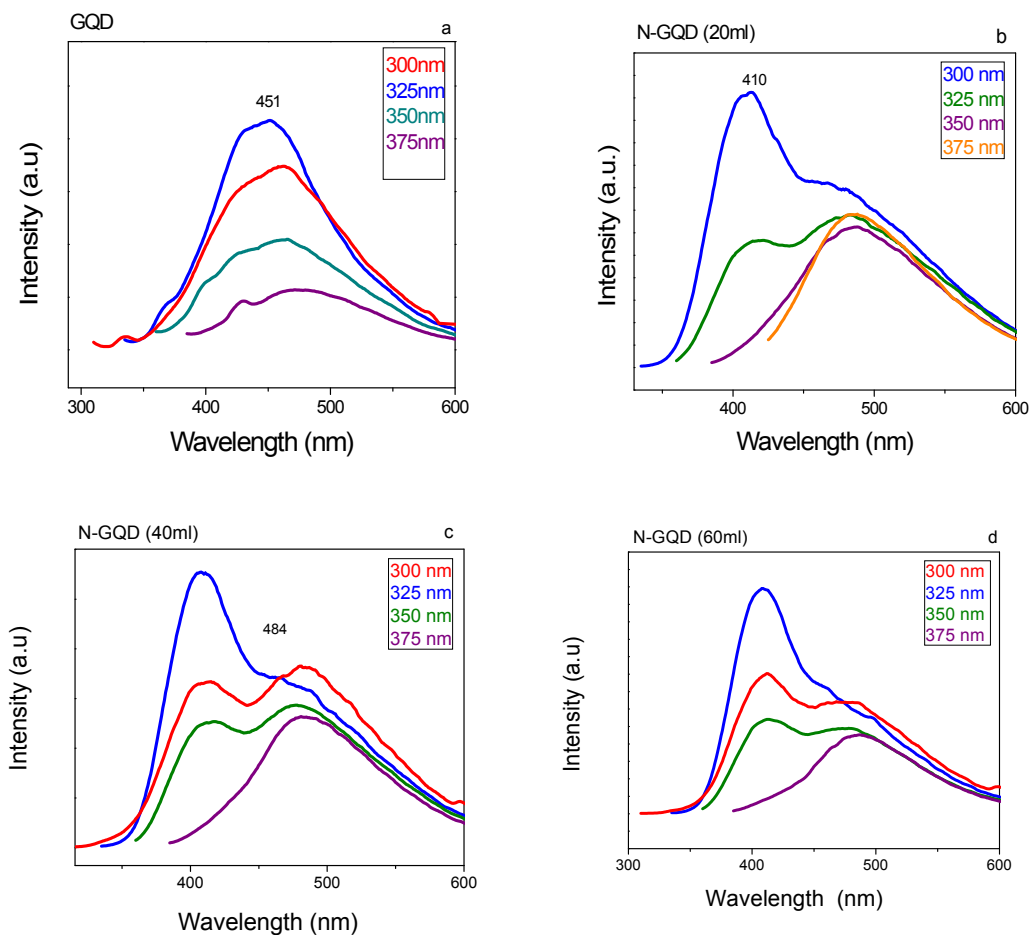 GQD
a
300nm
325nm
350nm
375nm
451
Intensity (a.u)
300
400
500
600
Wavelength (nm)
N-GQD (20ml)
b
300 nm
325 nm
350 nm
375 nm
410
Intensity (a.u.)
400
500
600
Wavelength (nm)
N-GQD (40ml)
c
300 nm
325 nm
350 nm
375 nm
484
Intensity (a.u)
400
500
600
Wavelength (nm)
N-GQD (60ml)
d
300 nm
325 nm
350 nm
375 nm
Intensity (a.u)
300
400
500
600
Wavelength (nm)